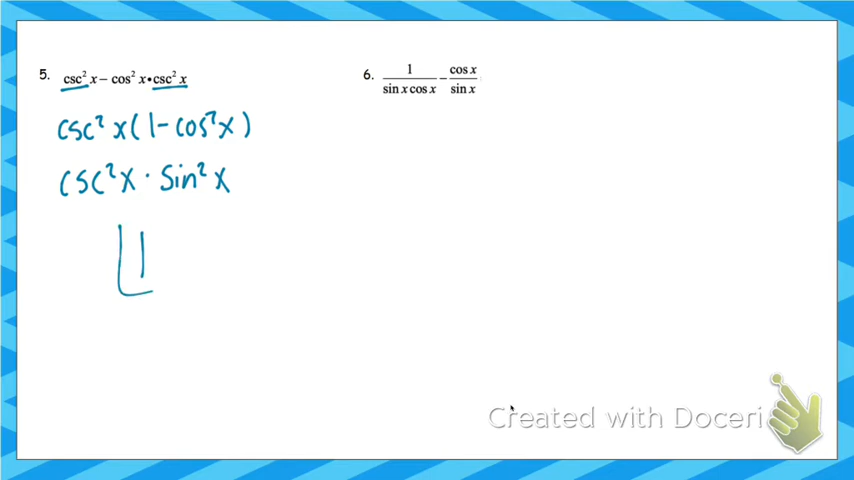 5. csc² x − cos² x • csc² x
csc² x ( 1 − cos² x )
csc² x · sin² x
1
6. 1/(sin x cos x) − cos x/sin x
Created with Doceri